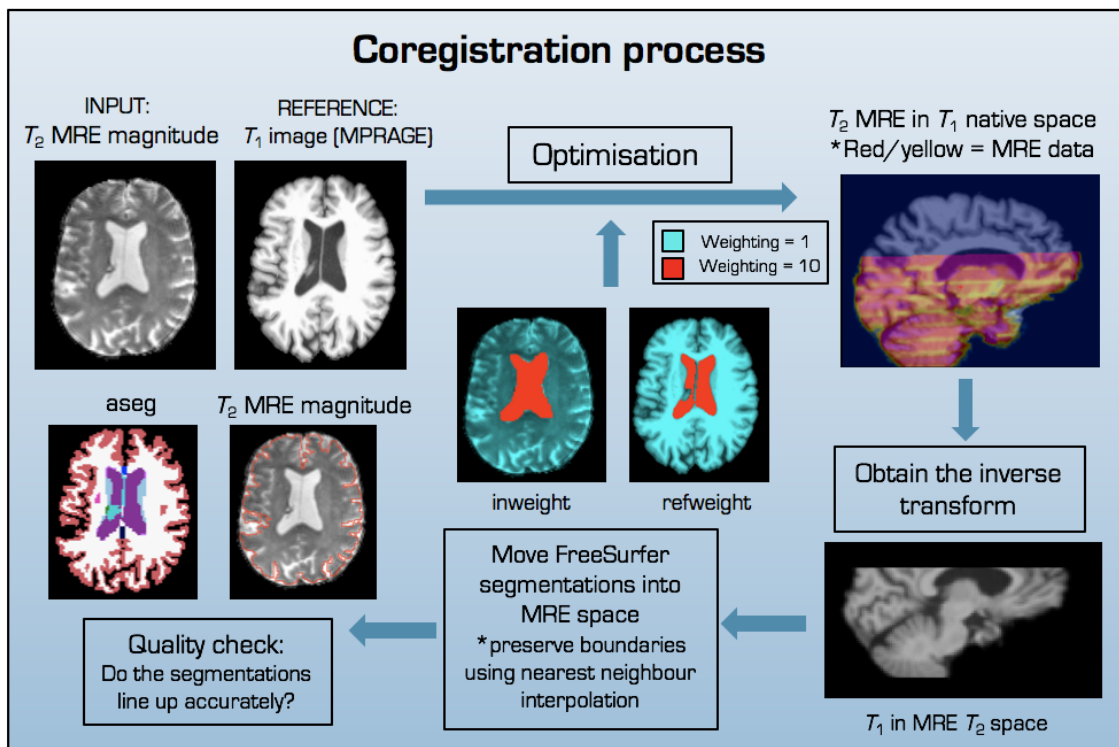 Coregistration process
INPUT:
T₂ MRE magnitude
REFERENCE:
T₁ image (MPRAGE)
Optimisation
Weighting = 1
Weighting = 10
T₂ MRE in T₁ native space
*Red/yellow = MRE data
inweight
refweight
Obtain the inverse
transform
T₁ in MRE T₂ space
Move FreeSurfer
segmentations into
MRE space
*preserve boundaries
using nearest neighbour
interpolation
aseg
T₂ MRE magnitude
Quality check:
Do the segmentations
line up accurately?